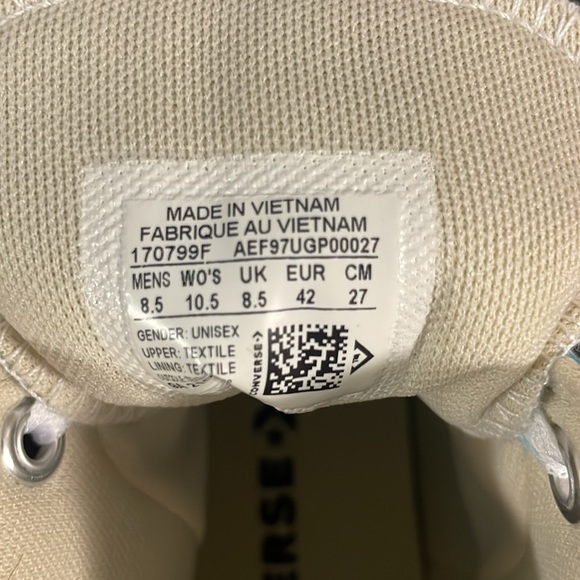 MADE IN VIETNAM
FABRIQUE AU VIETNAM
170799F AEF97UGP00027
MENS WO'S UK EUR CM
8.5 10.5 8.5 42 27
GENDER: UNISEX
UPPER: TEXTILE
LINING: TEXTILE
CONVERSE
ERSE